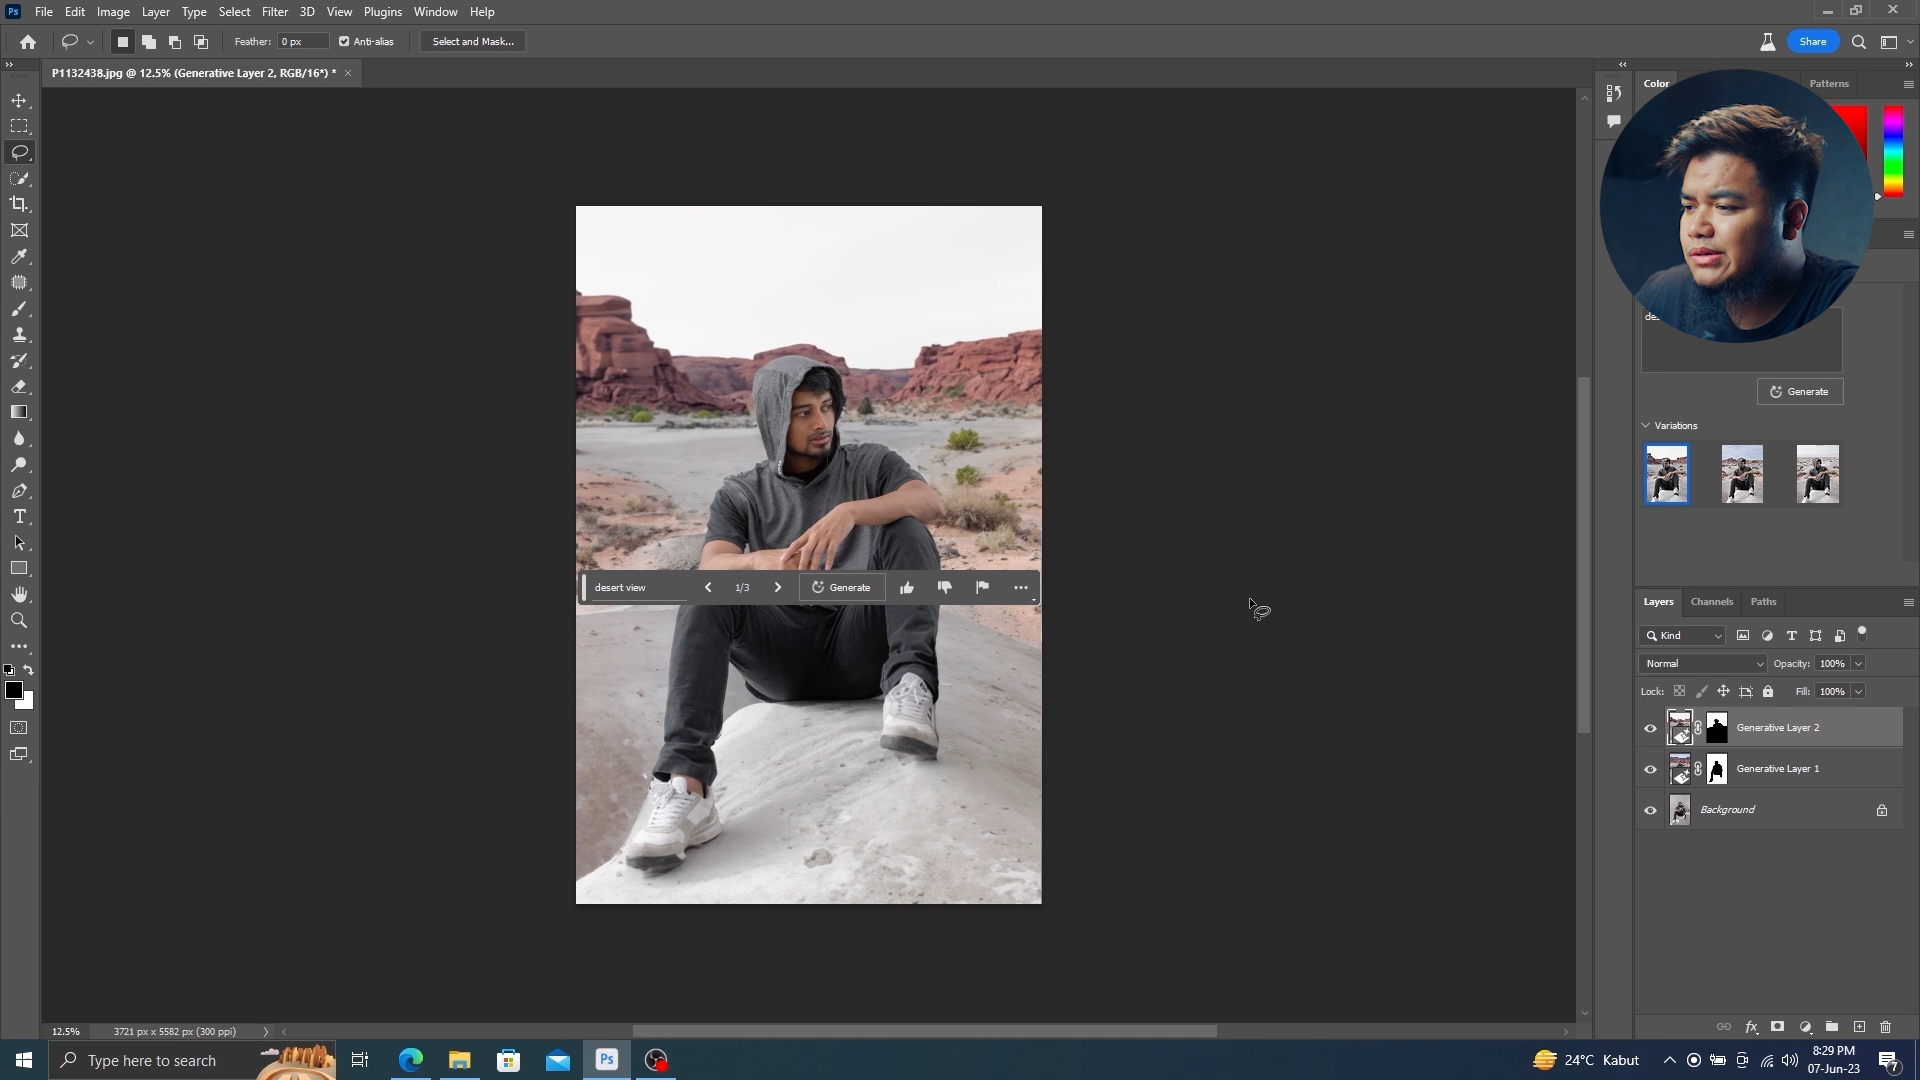 Ps File Edit Image Layer Type Select Filter 3D View Plugins Window Help
Feather: 0 px Anti-alias Select and Mask... Share
P1132438.jpg @ 12.5% (Generative Layer 2, RGB/16*) * ×
Color Patterns
Generate
Variations
desert view 1/3 Generate
Layers Channels Paths
Kind
Normal Opacity: 100%
Lock: Fill: 100%
Generative Layer 2
Generative Layer 1
Background
fx
12.5% 3721 px x 5582 px (300 ppi)
Type here to search Ps 24°C Kabut 8:29 PM
07-Jun-23 7